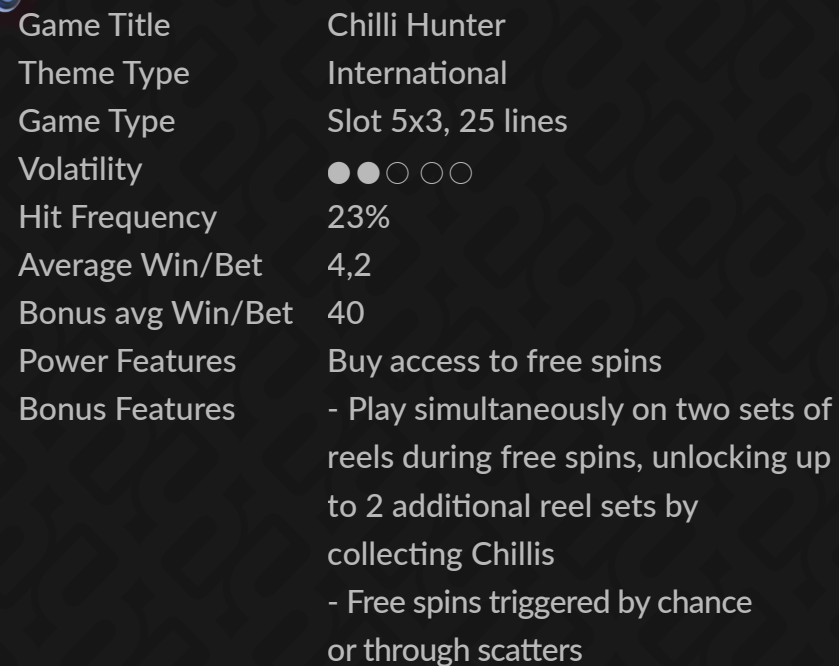 Game Title Chilli Hunter
Theme Type International
Game Type Slot 5x3, 25 lines
Volatility
Hit Frequency 23%
Average Win/Bet 4,2
Bonus avg Win/Bet 40
Power Features Buy access to free spins
Bonus Features - Play simultaneously on two sets of
reels during free spins, unlocking up
to 2 additional reel sets by
collecting Chillis
- Free spins triggered by chance
or through scatters